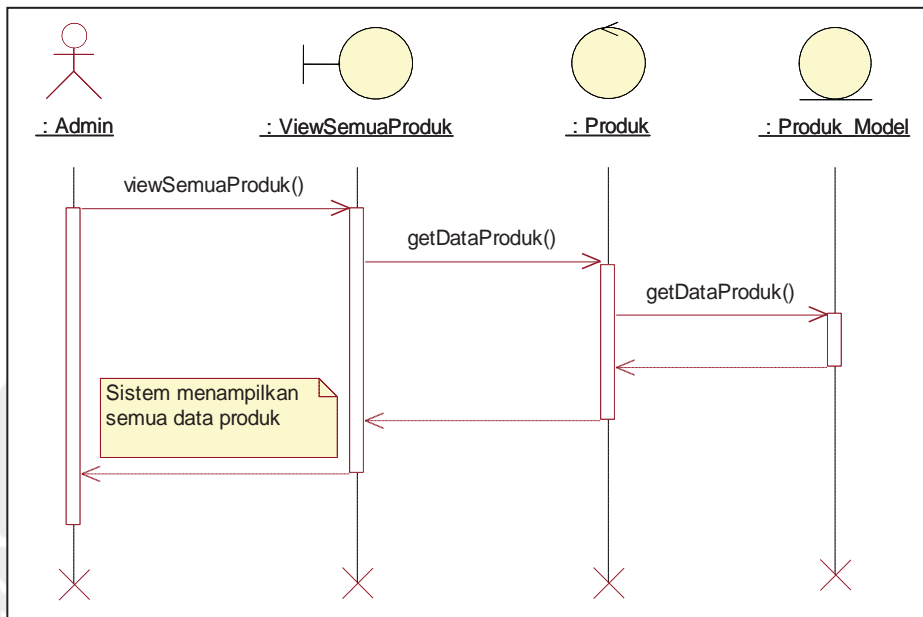 : Admin
: ViewSemuaProduk
: Produk
: Produk_Model
viewSemuaProduk()
getDataProduk()
getDataProduk()
Sistem menampilkan
semua data produk